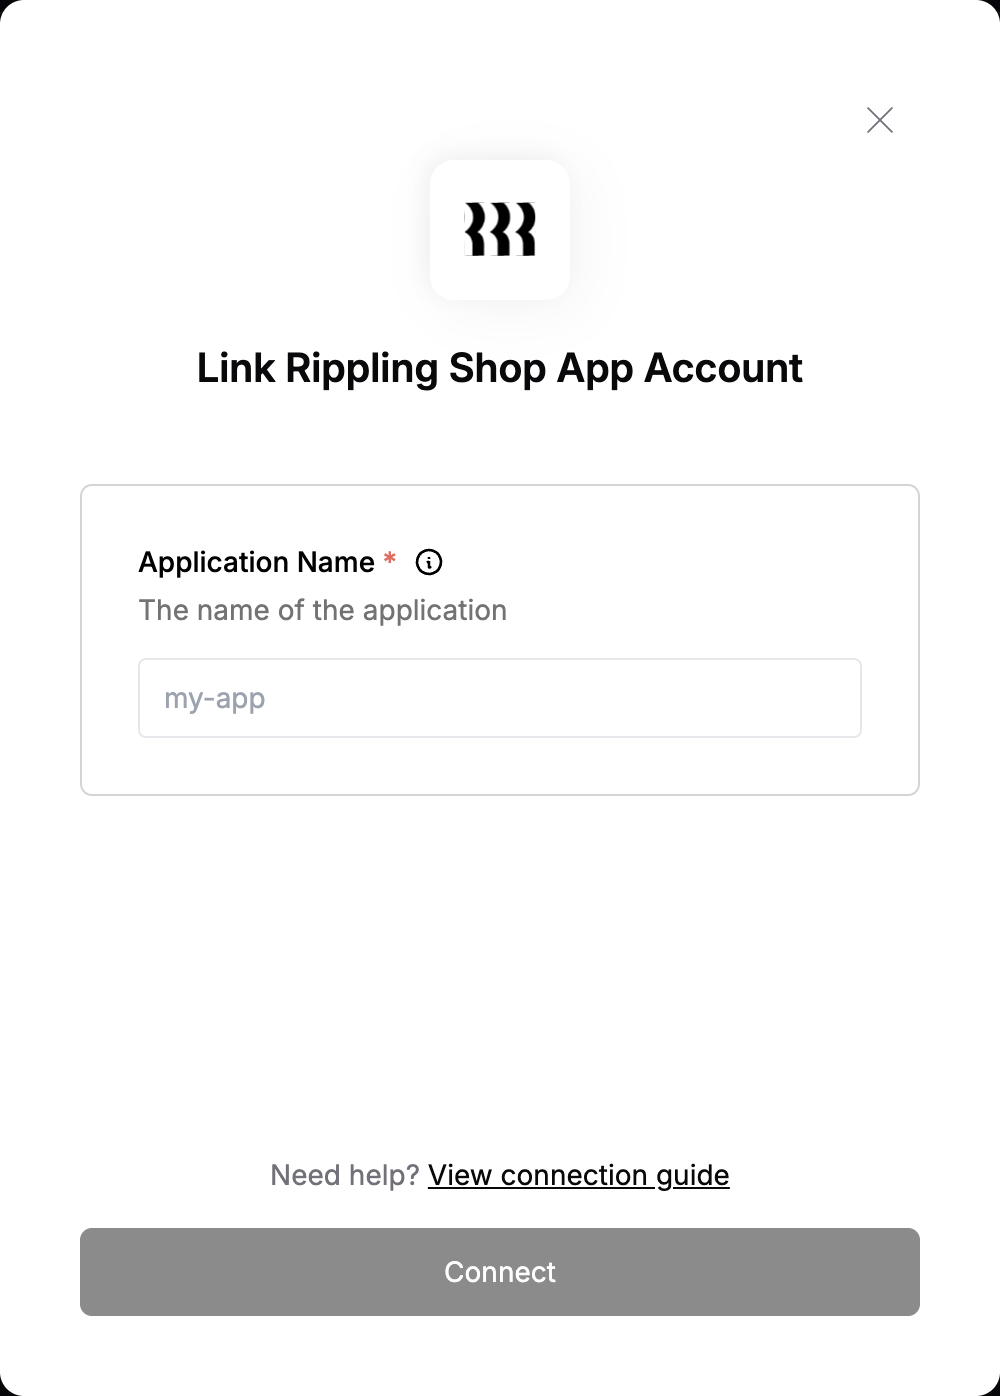 Link Rippling Shop App Account
Application Name *
The name of the application
my-app
Need help? View connection guide
Connect